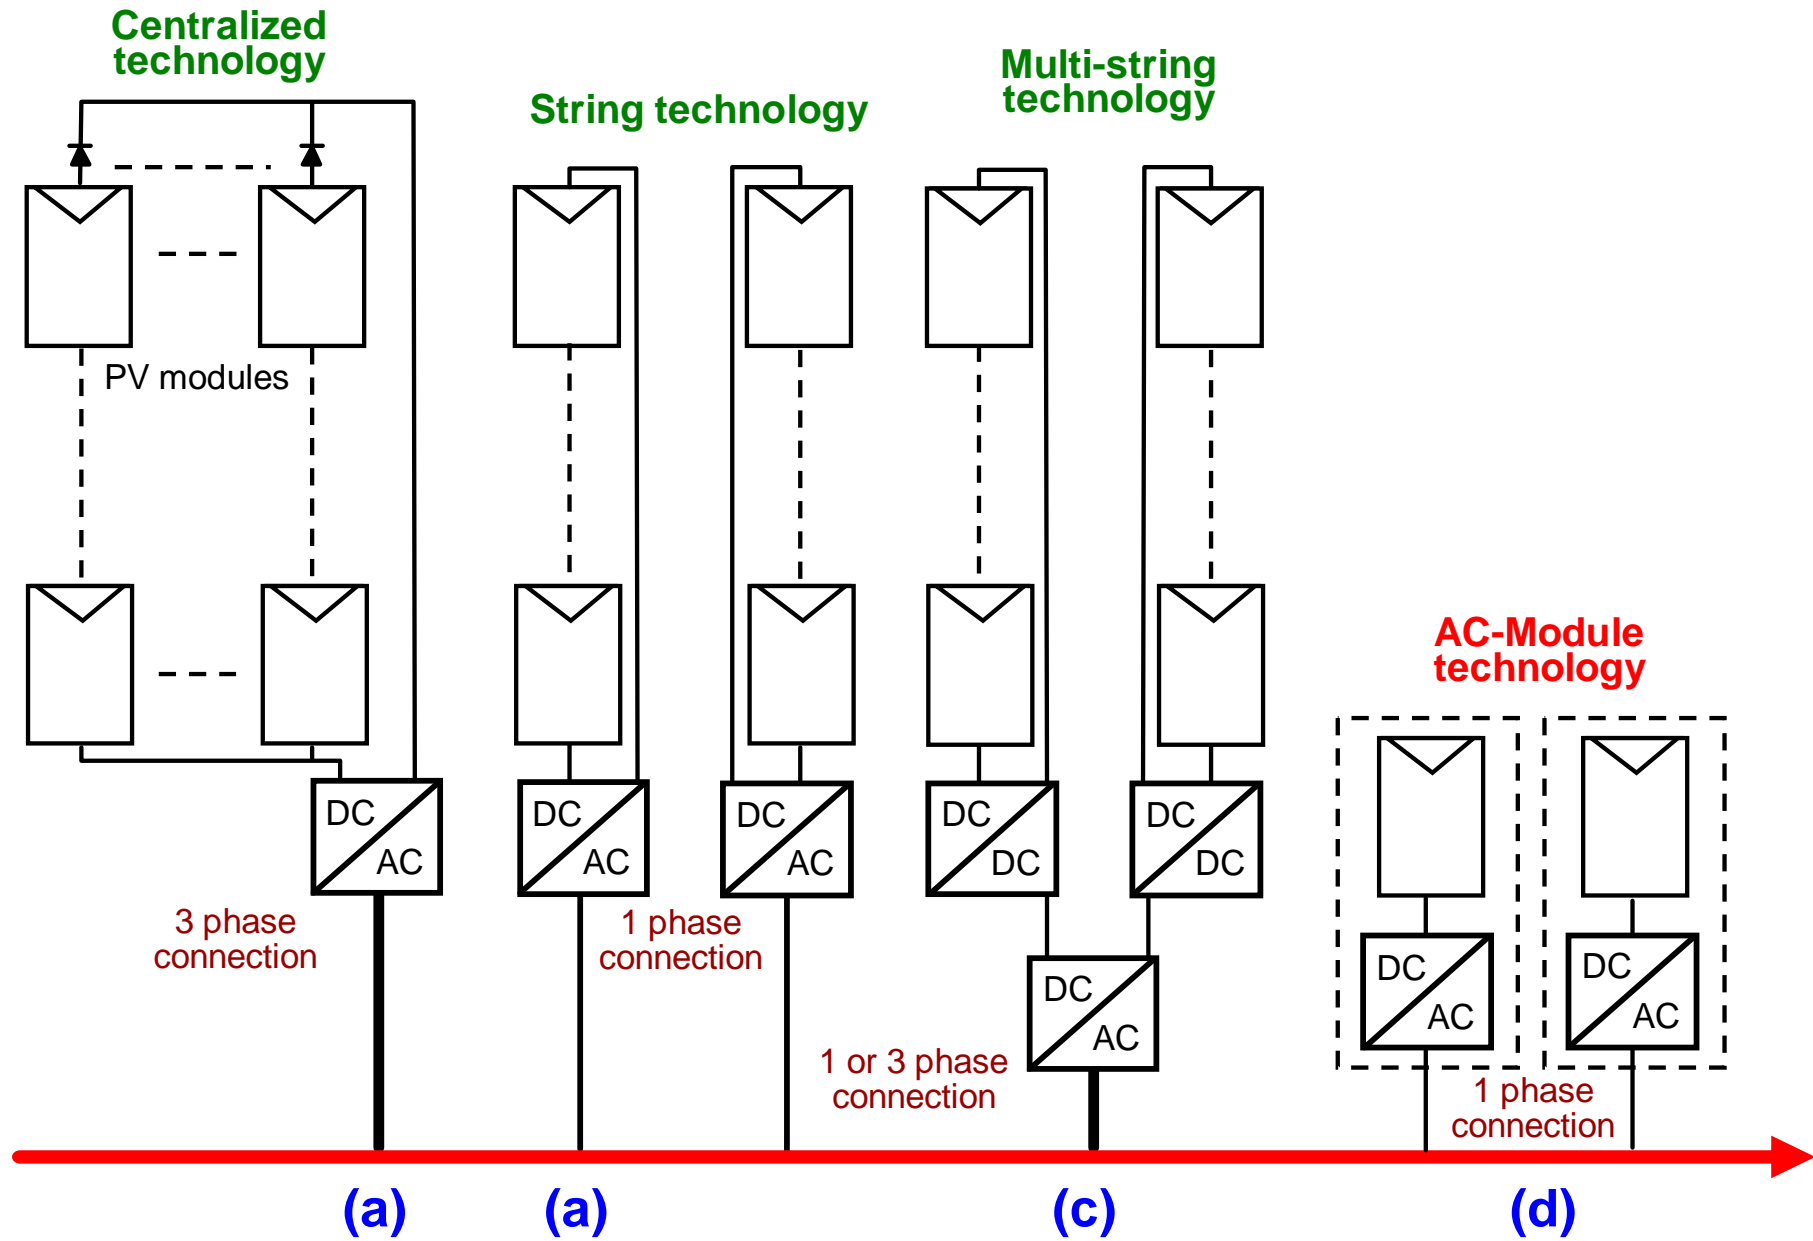 Centralized
technology
String technology
Multi-string
technology
PV modules
AC-Module
technology
DC
AC
DC
AC
DC
AC
DC
DC
DC
DC
3 phase
connection
1 phase
connection
DC
AC
DC
AC
DC
AC
1 or 3 phase
connection
1 phase
connection
(a)
(a)
(c)
(d)